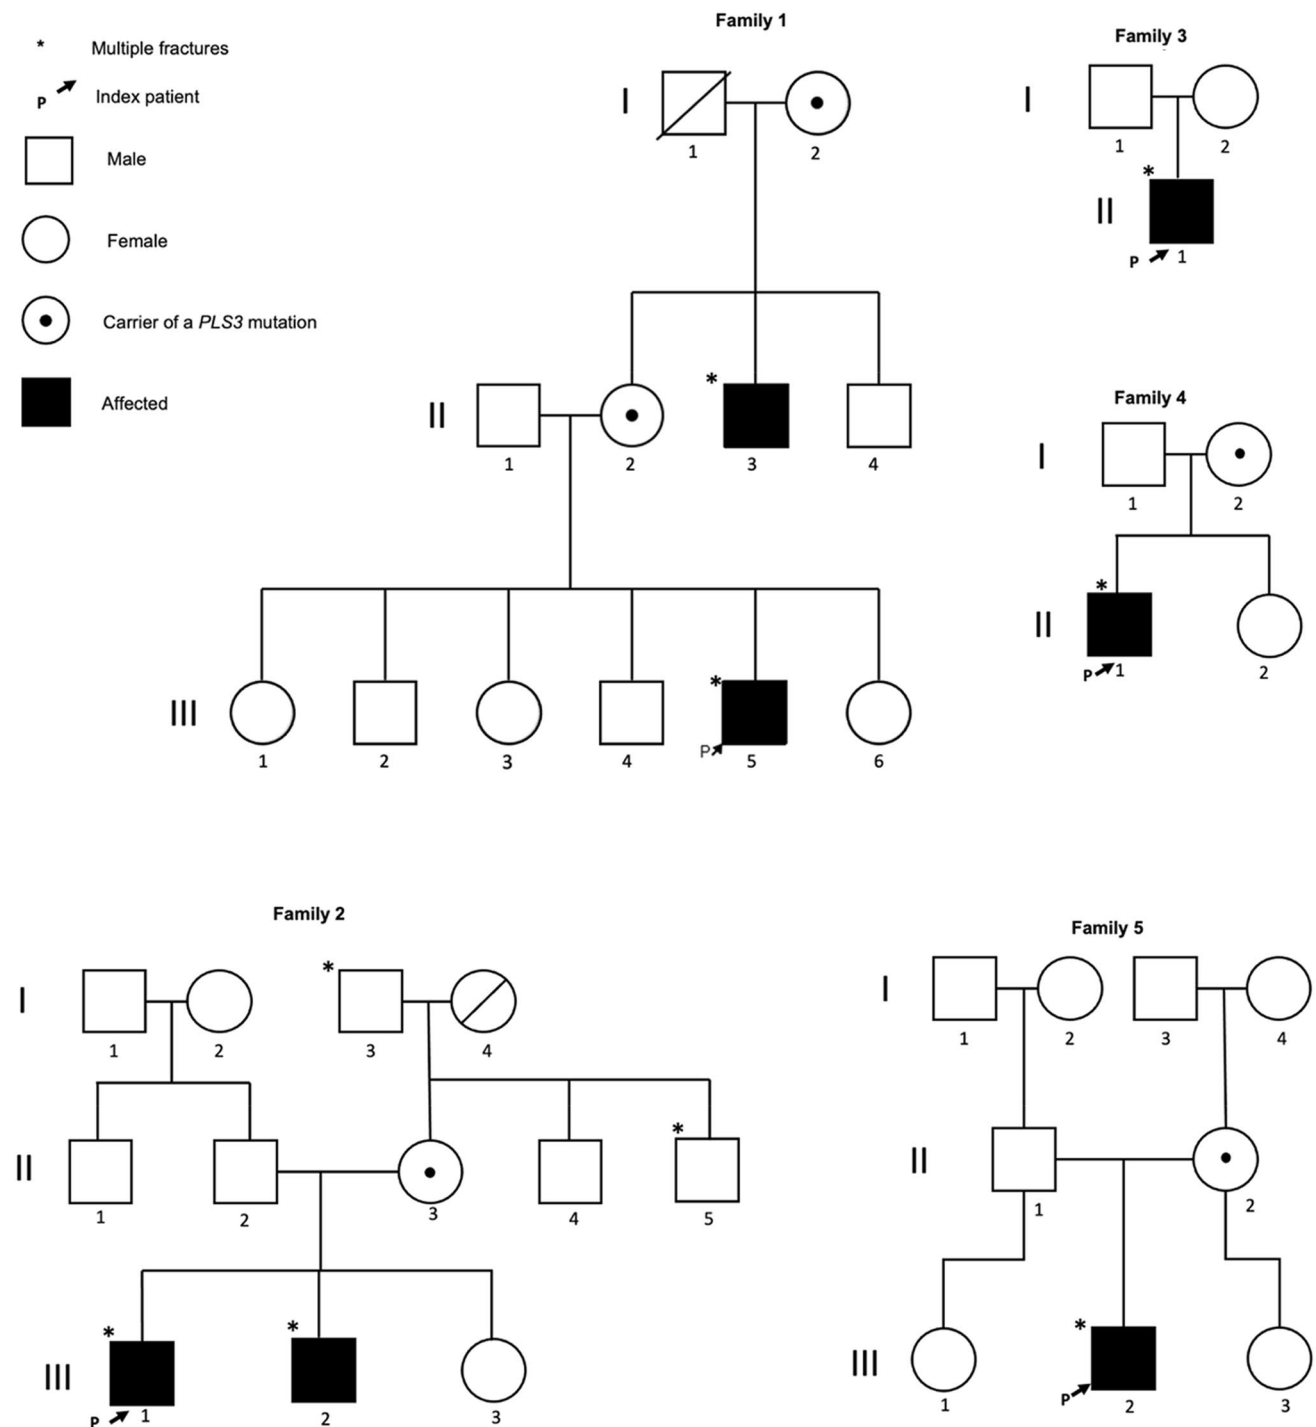 * Multiple fractures
P Index patient
Male
Female
Carrier of a PLS3 mutation
Affected
Family 1
I
1 2
II
*
1 2 3 4
III
*
P
1 2 3 4 5 6
Family 3
I
1 2
*
II
P 1
Family 4
I
1 2
*
II
P 1 2
Family 2
I
*
1 2 3 4
II
*
1 2 3 4 5
* *
III
P 1 2 3
Family 5
I
1 2 3 4
II
1 2
*
III
P
1 2 3